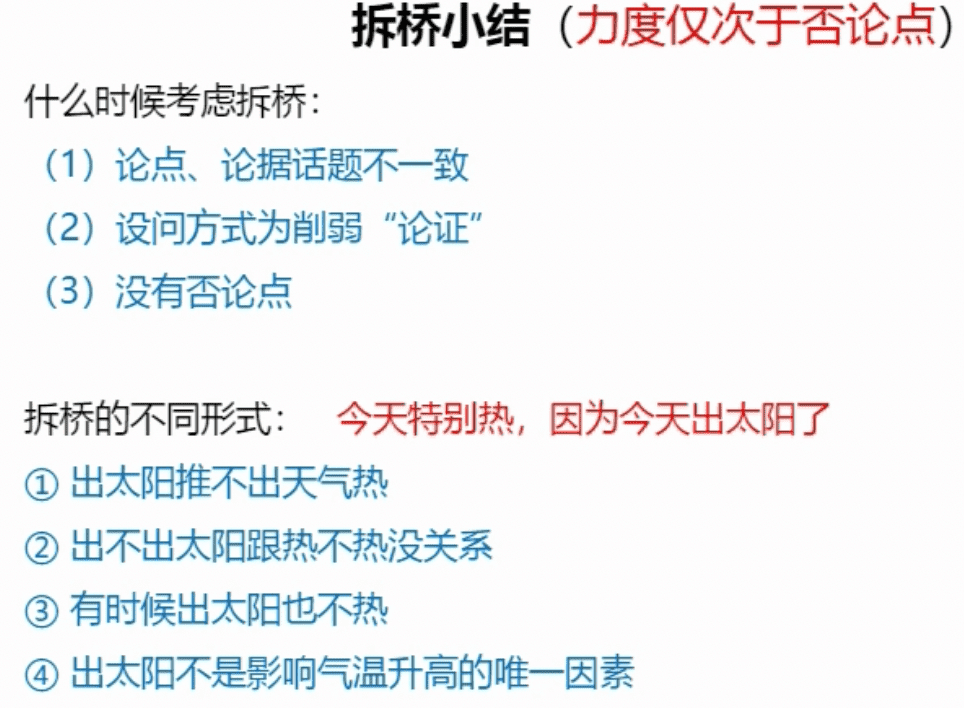 拆桥小结（力度仅次于否论点）
什么时候考虑拆桥：
（1）论点、论据话题不一致
（2）设问方式为削弱“论证”
（3）没有否论点
拆桥的不同形式： 今天特别热，因为今天出太阳了
① 出太阳推不出天气热
② 出不出太阳跟热不热没关系
③ 有时候出太阳也不热
④ 出太阳不是影响气温升高的唯一因素